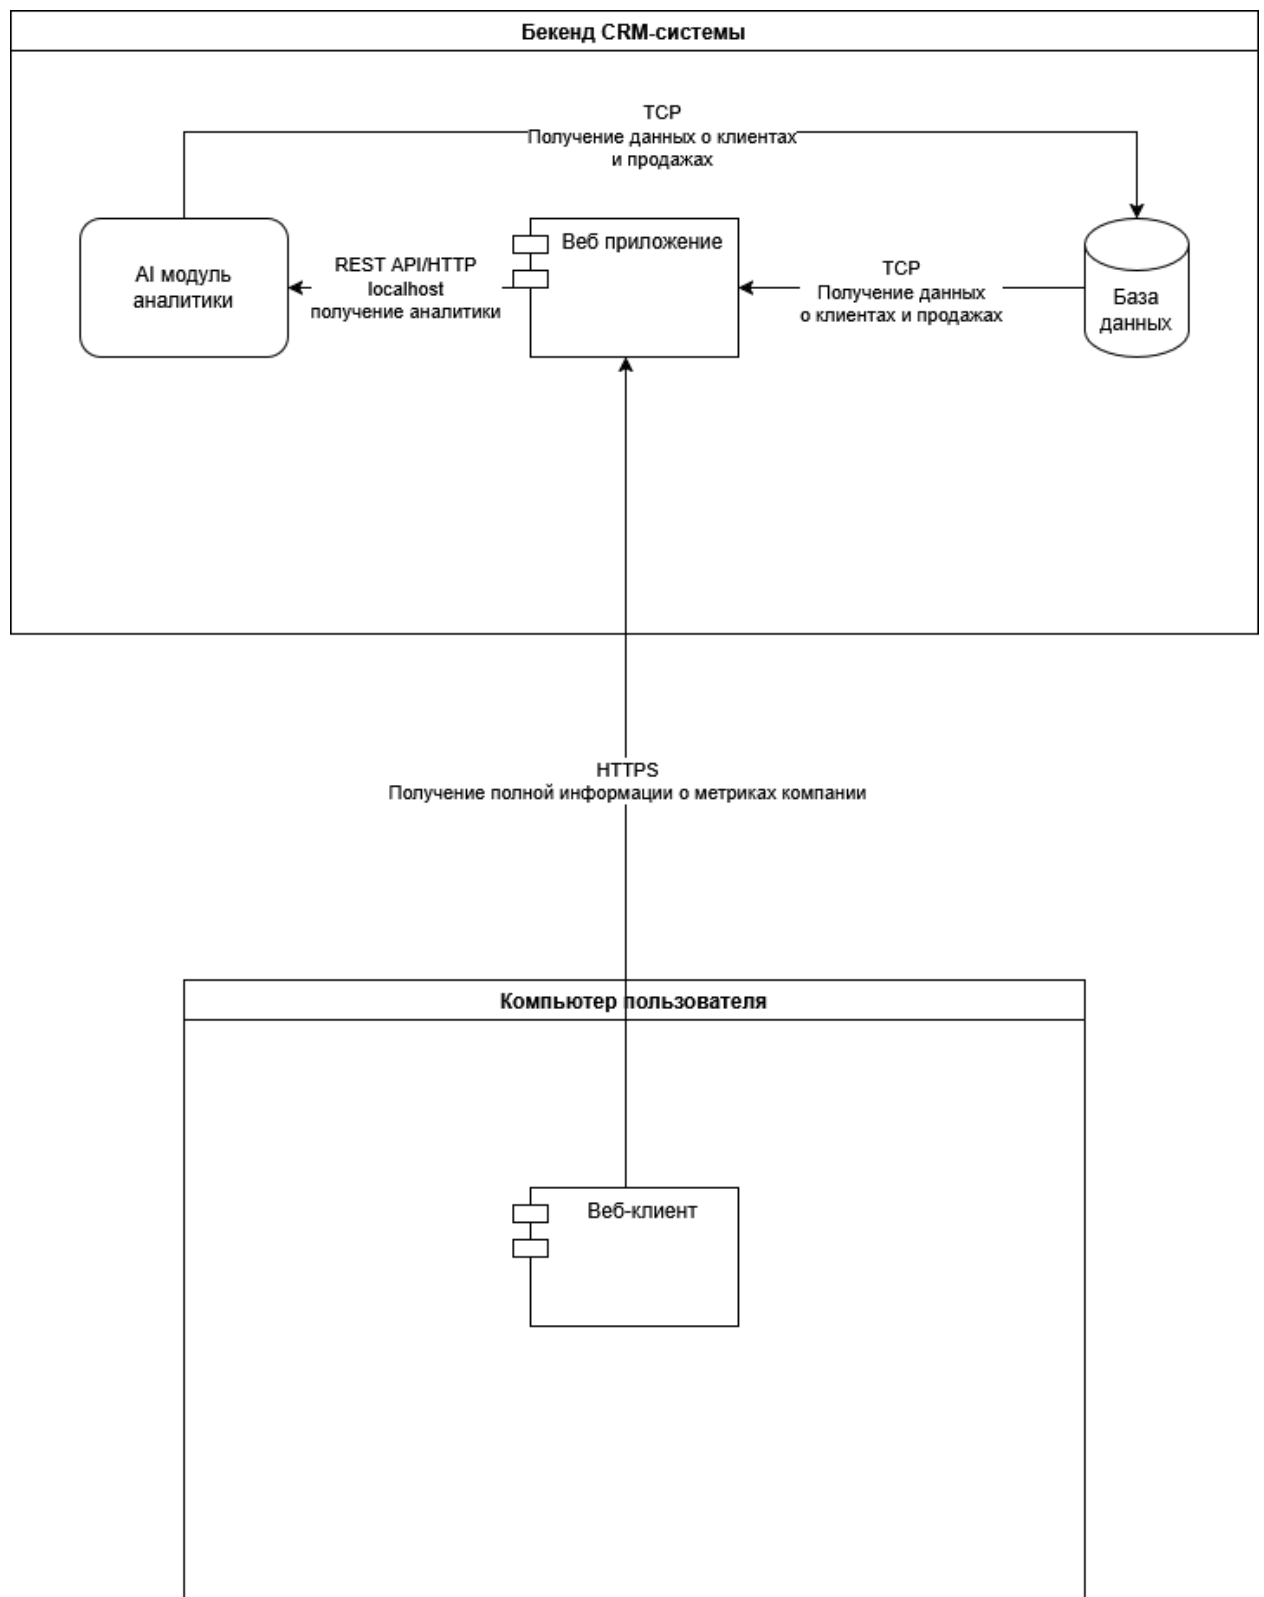 Бекенд CRM-системы
TCP
Получение данных о клиентах
и продажах
AI модуль
аналитики
REST API/HTTP
localhost
получение аналитики
Веб приложение
TCP
Получение данных
о клиентах и продажах
База
данных
HTTPS
Получение полной информации о метриках компании
Компьютер пользователя
Веб-клиент